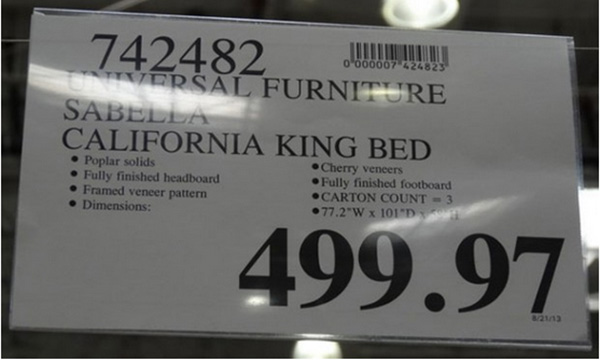 742482
0 000007 424823
UNIVERSAL FURNITURE
SABELLA
CALIFORNIA KING BED
• Poplar solids
• Fully finished headboard
• Framed veneer pattern
• Dimensions:
• Cherry veneers
• Fully finished footboard
• CARTON COUNT = 3
• 77.2"W x 101"D x
499.97
8/21/13